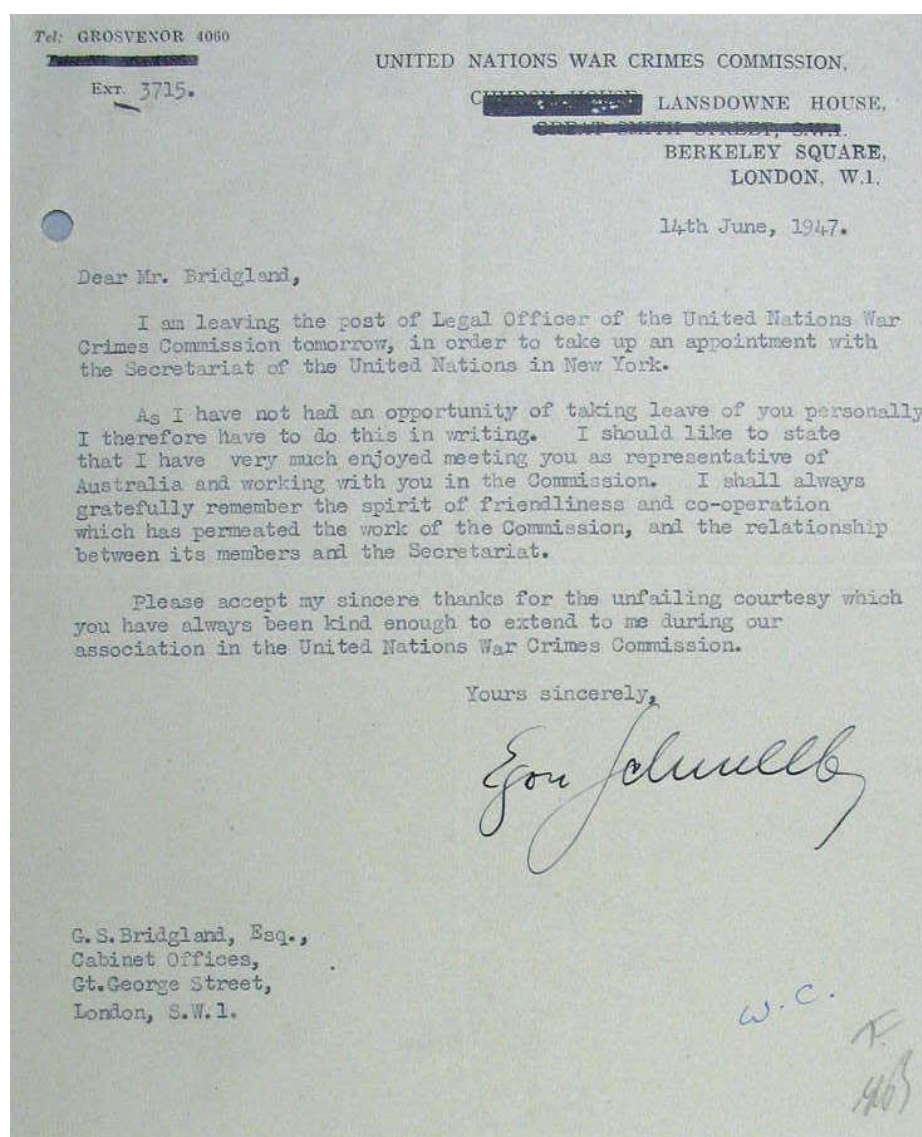 Tel: GROSVENOR 4060
EXT. 3715.
UNITED NATIONS WAR CRIMES COMMISSION,
CHURCH HOUSE LANSDOWNE HOUSE,
GREAT SMITH STREET, S.W.1.
BERKELEY SQUARE,
LONDON, W.1.
14th June, 1947.
Dear Mr. Bridgland,
I am leaving the post of Legal Officer of the United Nations War
Crimes Commission tomorrow, in order to take up an appointment with
the Secretariat of the United Nations in New York.
As I have not had an opportunity of taking leave of you personally
I therefore have to do this in writing. I should like to state
that I have very much enjoyed meeting you as representative of
Australia and working with you in the Commission. I shall always
gratefully remember the spirit of friendliness and co-operation
which has permeated the work of the Commission, and the relationship
between its members and the Secretariat.
Please accept my sincere thanks for the unfailing courtesy which
you have always been kind enough to extend to me during our
association in the United Nations War Crimes Commission.
Yours sincerely,
Egon Schwelb
G.S.Bridgland, Esq.,
Cabinet Offices,
Gt.George Street,
London, S.W.1.
W.C.